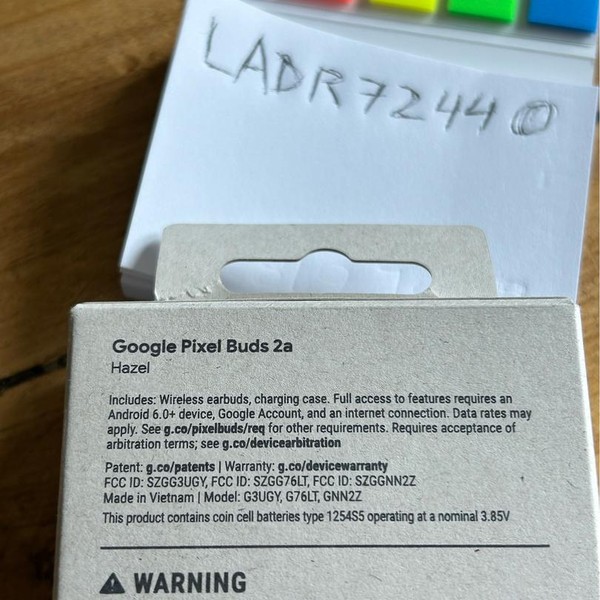 LADR7244©
Google Pixel Buds 2a
Hazel
Includes: Wireless earbuds, charging case. Full access to features requires an
Android 6.0+ device, Google Account, and an internet connection. Data rates may
apply. See g.co/pixelbuds/req for other requirements. Requires acceptance of
arbitration terms; see g.co/devicearbitration
Patent: g.co/patents | Warranty: g.co/devicewarranty
FCC ID: SZGG3UGY, FCC ID: SZGG76LT, FCC ID: SZGGNN2Z
Made in Vietnam | Model: G3UGY, G76LT, GNN2Z
This product contains coin cell batteries type 1254S5 operating at a nominal 3.85V
WARNING